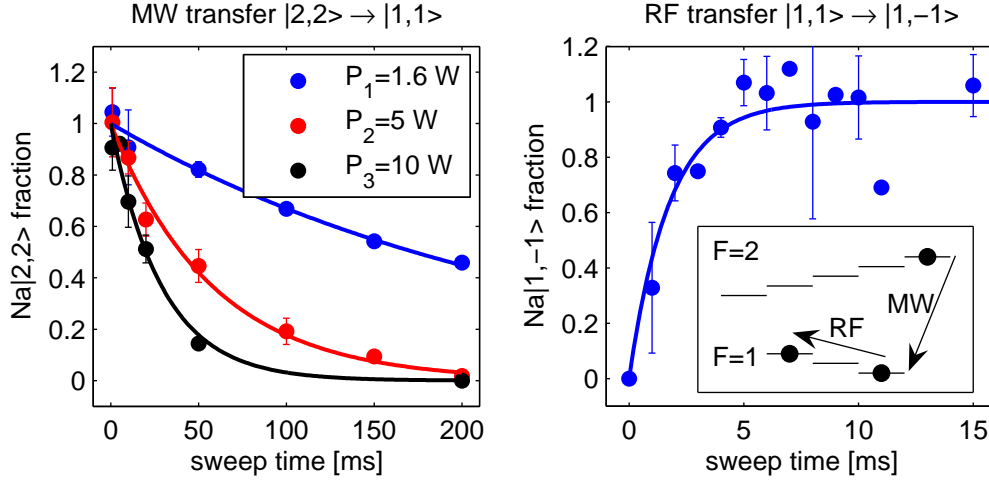 MW transfer |2,2> → |1,1>
Na|2,2> fraction
1.2
1
0.8
0.6
0.4
0.2
0
P_1=1.6 W
P_2=5 W
P_3=10 W
0 50 100 150 200
sweep time [ms]
RF transfer |1,1> → |1,−1>
Na|1,−1> fraction
1.2
1
0.8
0.6
0.4
0.2
0
F=2
MW
RF
F=1
0 5 10 15
sweep time [ms]